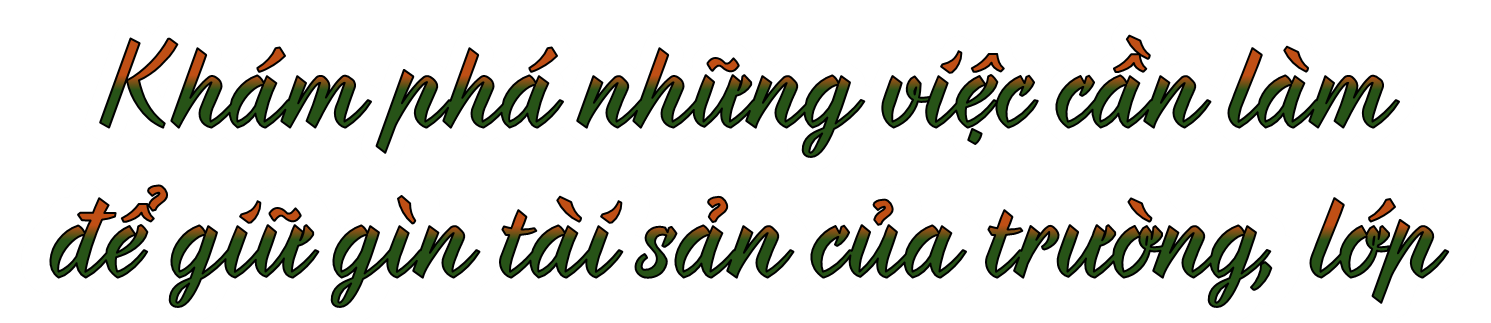 Khám phá những việc cần làm
để giữ gìn tài sản của trường, lớp